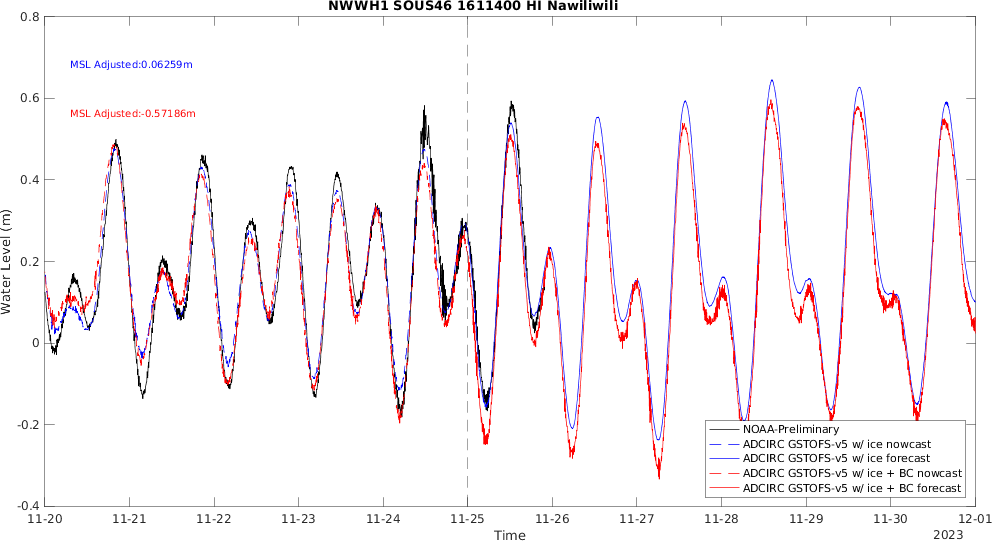 NWWH1 SOUS46 1611400 HI Nawiliwili
0.8
MSL Adjusted:0.06259m
0.6
MSL Adjusted:-0.57186m
0.4
Water Level (m)
0.2
0
-0.2
NOAA-Preliminary
ADCIRC GSTOFS-v5 w/ ice nowcast
ADCIRC GSTOFS-v5 w/ ice forecast
ADCIRC GSTOFS-v5 w/ ice + BC nowcast
ADCIRC GSTOFS-v5 w/ ice + BC forecast
-0.4
11-20 11-21 11-22 11-23 11-24 11-25 11-26 11-27 11-28 11-29 11-30 12-01
Time
2023